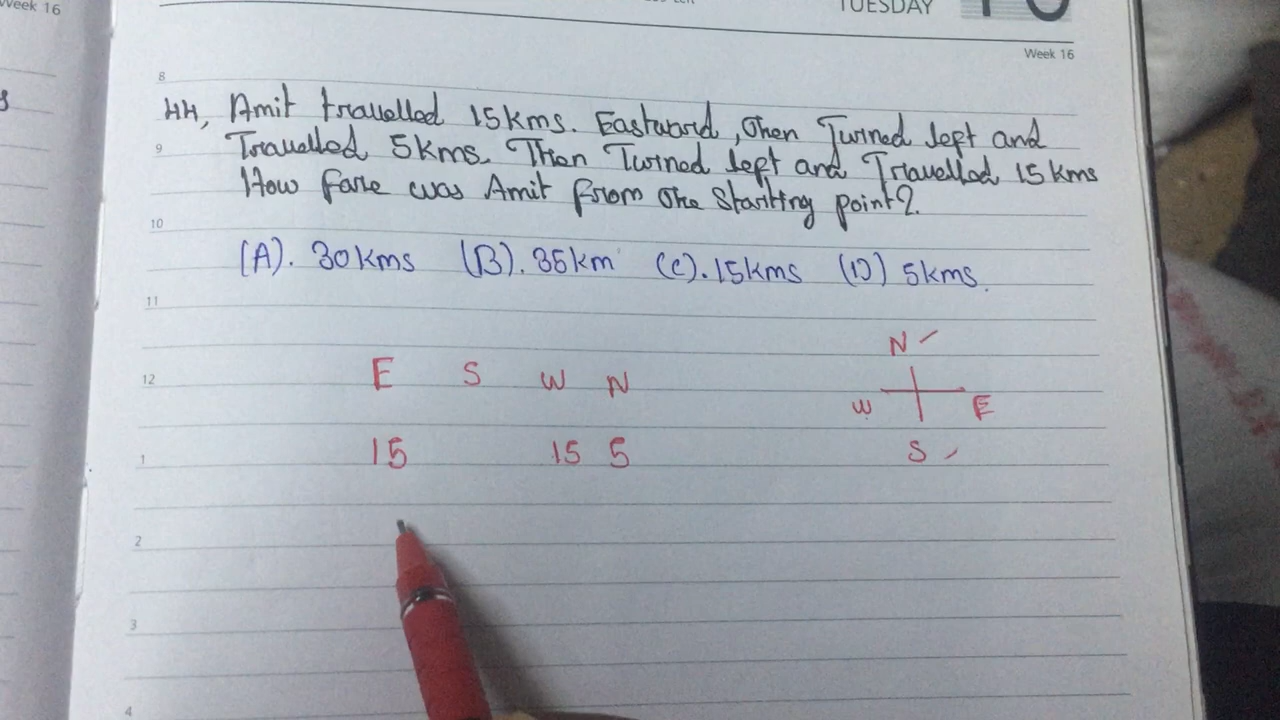 Week 16
TUESDAY
Week 16
8
44, Amit travelled 15kms. Eastward, then Turned left and
9
Travelled 5kms. Then Turned left and Travelled 15kms
How fare was Amit from the Starting point?
10
(A). 30kms (B). 35km (C). 15kms (D) 5kms.
11
N
12
E S W N
W E
1
15 15 5
S
2
3
4